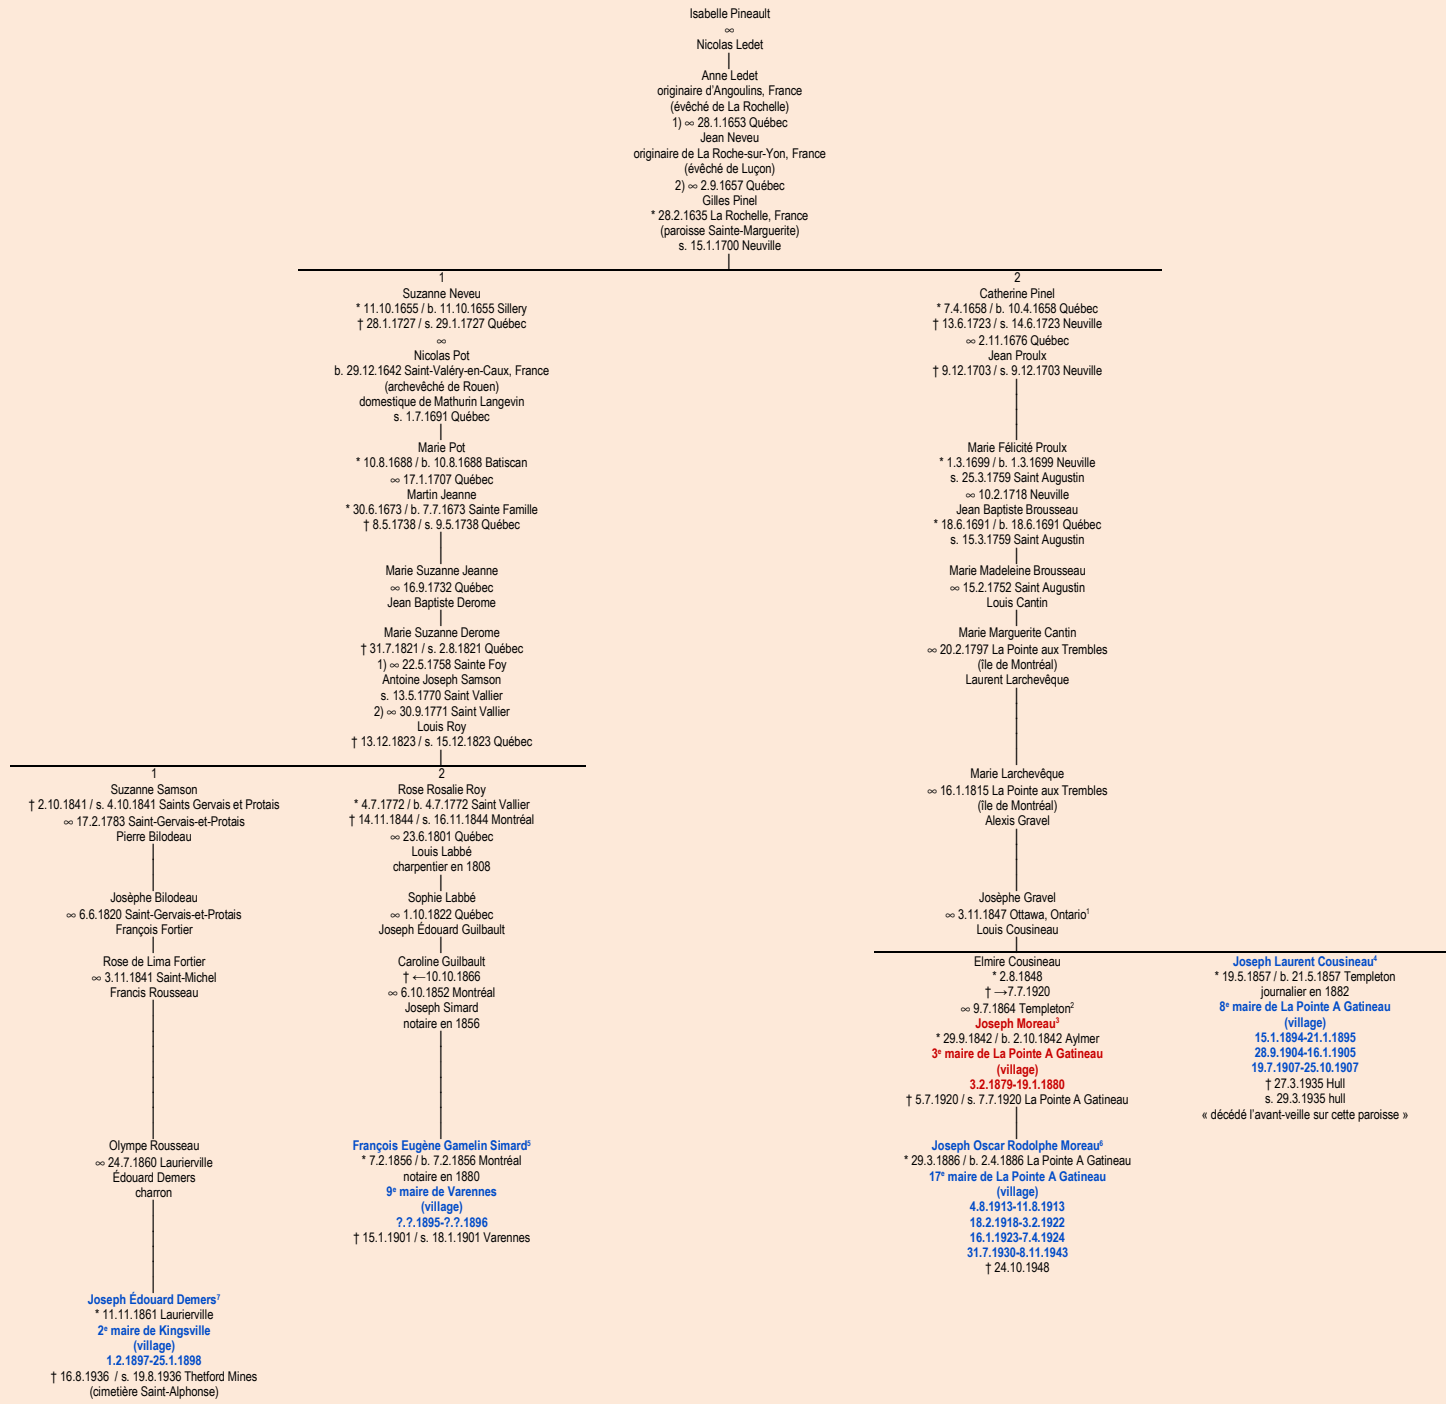 Isabelle Pineault
∞
Nicolas Ledet
Anne Ledet
originaire d'Angoulins, France
(évêché de La Rochelle)
1) ∞ 28.1.1653 Québec
Jean Neveu
originaire de La Roche-sur-Yon, France
(évêché de Luçon)
2) ∞ 2.9.1657 Québec
Gilles Pinel
* 28.2.1635 La Rochelle, France
(paroisse Sainte-Marguerite)
s. 15.1.1700 Neuville
1
Suzanne Neveu
* 11.10.1655 / b. 11.10.1655 Sillery
† 28.1.1727 / s. 29.1.1727 Québec
∞
Nicolas Pot
b. 29.12.1642 Saint-Valéry-en-Caux, France
(archevêché de Rouen)
domestique de Mathurin Langevin
s. 1.7.1691 Québec
Marie Pot
* 10.8.1688 / b. 10.8.1688 Batiscan
∞ 17.1.1707 Québec
Martin Jeanne
* 30.6.1673 / b. 7.7.1673 Sainte Famille
† 8.5.1738 / s. 9.5.1738 Québec
Marie Suzanne Jeanne
∞ 16.9.1732 Québec
Jean Baptiste Derome
Marie Suzanne Derome
† 31.7.1821 / s. 2.8.1821 Québec
1) ∞ 22.5.1758 Sainte Foy
Antoine Joseph Samson
s. 13.5.1770 Saint Vallier
2) ∞ 30.9.1771 Saint Vallier
Louis Roy
† 13.12.1823 / s. 15.12.1823 Québec
1
Suzanne Samson
† 2.10.1841 / s. 4.10.1841 Saints Gervais et Protais
∞ 17.2.1783 Saint-Gervais-et-Protais
Pierre Bilodeau
Josèphe Bilodeau
∞ 6.6.1820 Saint-Gervais-et-Protais
François Fortier
Rose de Lima Fortier
∞ 3.11.1841 Saint-Michel
Francis Rousseau
Olympe Rousseau
∞ 24.7.1860 Laurierville
Édouard Demers
charron
Joseph Édouard Demers⁷
* 11.11.1861 Laurierville
2ᵉ maire de Kingsville
(village)
1.2.1897-25.1.1898
† 16.8.1936 / s. 19.8.1936 Thetford Mines
(cimetière Saint-Alphonse)
2
Rose Rosalie Roy
* 4.7.1772 / b. 4.7.1772 Saint Vallier
† 14.11.1844 / s. 16.11.1844 Montréal
∞ 23.6.1801 Québec
Louis Labbé
charpentier en 1808
Sophie Labbé
∞ 1.10.1822 Québec
Joseph Édouard Guilbault
Caroline Guilbault
† ←10.10.1866
∞ 6.10.1852 Montréal
Joseph Simard
notaire en 1856
François Eugène Gamelin Simard⁵
* 7.2.1856 / b. 7.2.1856 Montréal
notaire en 1880
9ᵉ maire de Varennes
(village)
?.?.1895-?.?.1896
† 15.1.1901 / s. 18.1.1901 Varennes
2
Catherine Pinel
* 7.4.1658 / b. 10.4.1658 Québec
† 13.6.1723 / s. 14.6.1723 Neuville
∞ 2.11.1676 Québec
Jean Proulx
† 9.12.1703 / s. 9.12.1703 Neuville
Marie Félicité Proulx
* 1.3.1699 / b. 1.3.1699 Neuville
s. 25.3.1759 Saint Augustin
∞ 10.2.1718 Neuville
Jean Baptiste Brousseau
* 18.6.1691 / b. 18.6.1691 Québec
s. 15.3.1759 Saint Augustin
Marie Madeleine Brousseau
∞ 15.2.1752 Saint Augustin
Louis Cantin
Marie Marguerite Cantin
∞ 20.2.1797 La Pointe aux Trembles
(île de Montréal)
Laurent Larchevêque
Marie Larchevêque
∞ 16.1.1815 La Pointe aux Trembles
(île de Montréal)
Alexis Gravel
Josèphe Gravel
∞ 3.11.1847 Ottawa, Ontario¹
Louis Cousineau
Elmire Cousineau
* 2.8.1848
† →7.7.1920
∞ 9.7.1864 Templeton²
Joseph Moreau³
* 29.9.1842 / b. 2.10.1842 Aylmer
3ᵉ maire de La Pointe A Gatineau
(village)
3.2.1879-19.1.1880
† 5.7.1920 / s. 7.7.1920 La Pointe A Gatineau
Joseph Oscar Rodolphe Moreau⁶
* 29.3.1886 / b. 2.4.1886 La Pointe A Gatineau
17ᵉ maire de La Pointe A Gatineau
(village)
4.8.1913-11.8.1913
18.2.1918-3.2.1922
16.1.1923-7.4.1924
31.7.1930-8.11.1943
† 24.10.1948
Joseph Laurent Cousineau⁴
* 19.5.1857 / b. 21.5.1857 Templeton
journalier en 1882
8ᵉ maire de La Pointe A Gatineau
(village)
15.1.1894-21.1.1895
28.9.1904-16.1.1905
19.7.1907-25.10.1907
† 27.3.1935 Hull
s. 29.3.1935 hull
« décédé l'avant-veille sur cette paroisse »